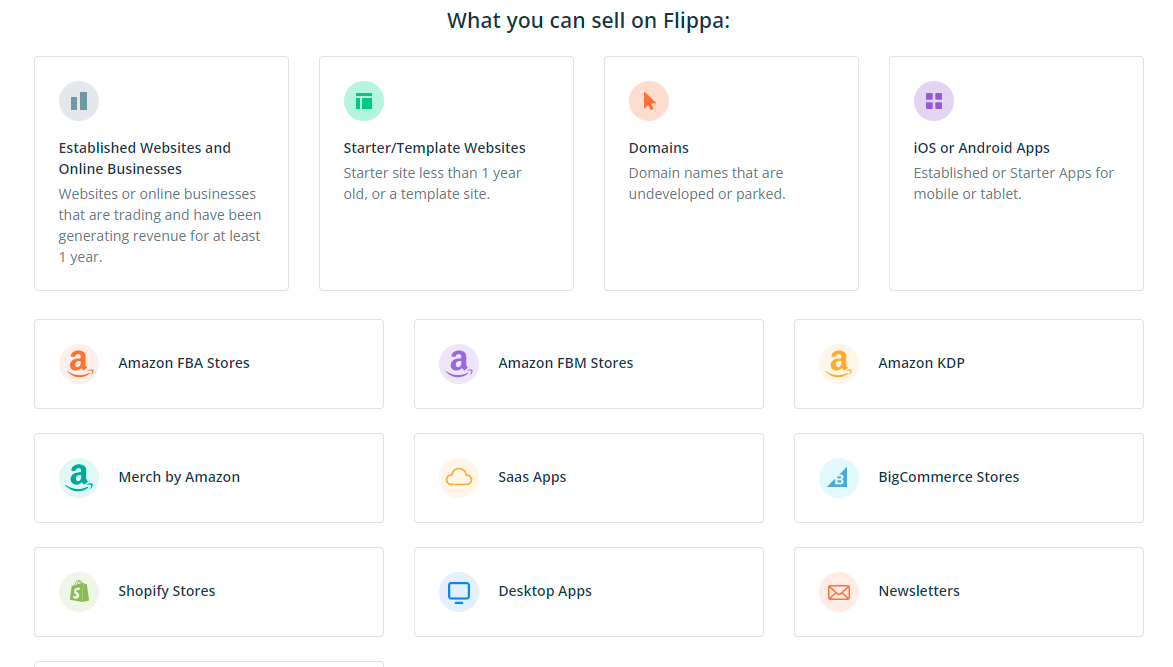 What you can sell on Flippa:
Established Websites and
Online Businesses
Websites or online businesses
that are trading and have been
generating revenue for at least
1 year.
Starter/Template Websites
Starter site less than 1 year
old, or a template site.
Domains
Domain names that are
undeveloped or parked.
iOS or Android Apps
Established or Starter Apps for
mobile or tablet.
Amazon FBA Stores
Amazon FBM Stores
Amazon KDP
Merch by Amazon
Saas Apps
BigCommerce Stores
Shopify Stores
Desktop Apps
Newsletters